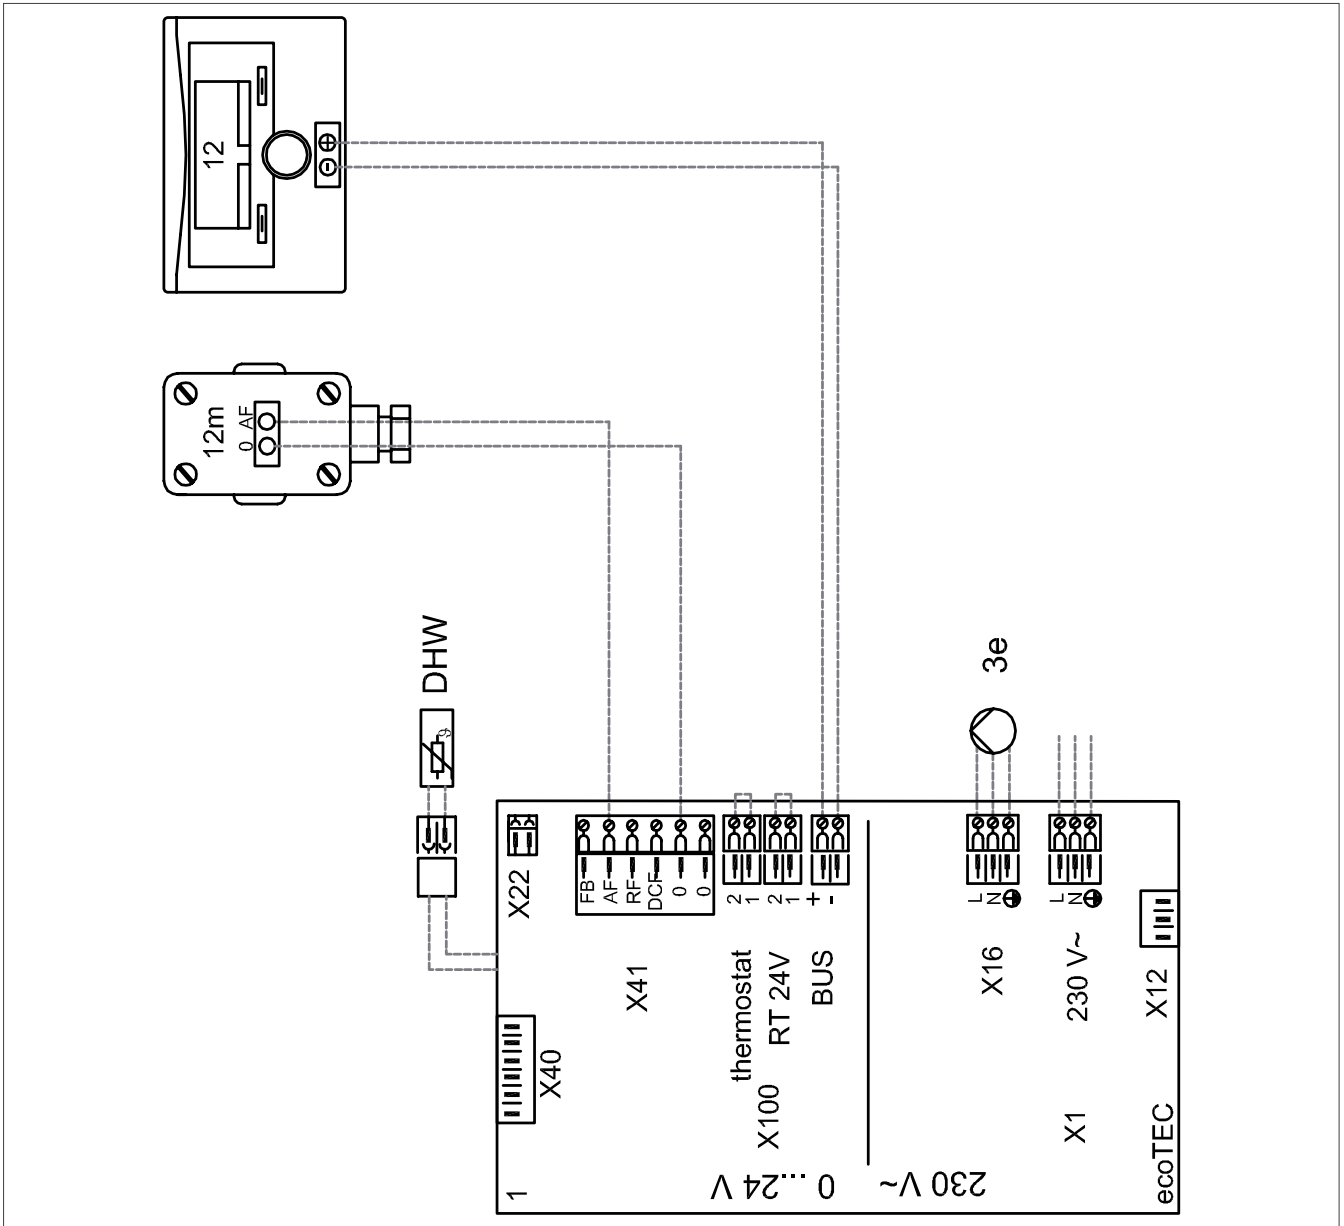 12
⊕
⊖
12m
0 AF
DHW
ϑ
3e
X22
FB
AF
RF
DCF
0
0
2
1
2
1
+
-
L
N
L
N
X41
thermostat
RT 24V
BUS
X16
230 V~
X12
X40
X100
X1
1
0 ... 24 V
230 V~
ecoTEC